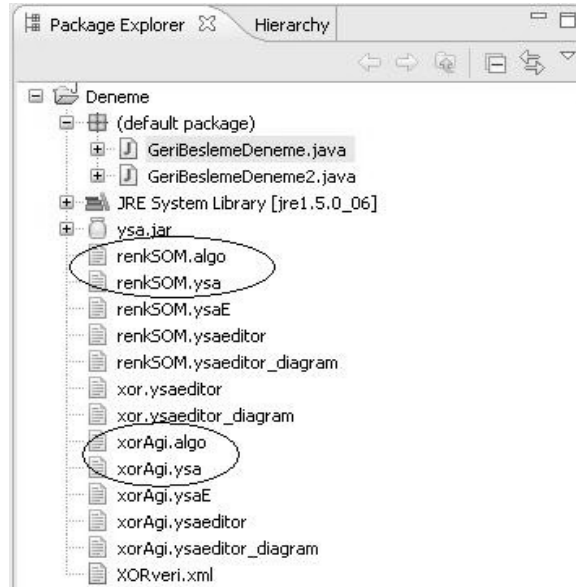 Package Explorer Hierarchy
Deneme
(default package)
GeriBeslemeDeneme.java
GeriBeslemeDeneme2.java
JRE System Library [jre1.5.0_06]
ysa.jar
renkSOM.algo
renkSOM.ysa
renkSOM.ysaE
renkSOM.ysaeditor
renkSOM.ysaeditor_diagram
xor.ysaeditor
xor.ysaeditor_diagram
xorAgi.algo
xorAgi.ysa
xorAgi.ysaE
xorAgi.ysaeditor
xorAgi.ysaeditor_diagram
XORveri.xml